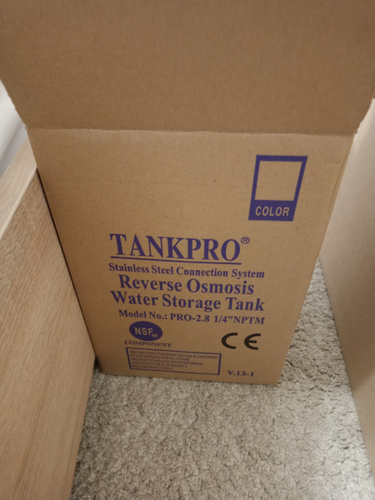 COLOR
TANKPRO®
Stainless Steel Connection System
Reverse Osmosis
Water Storage Tank
Model No.: PRO-2.8 1/4"NPTM
NSF
COMPONENT
CE
V.13-1